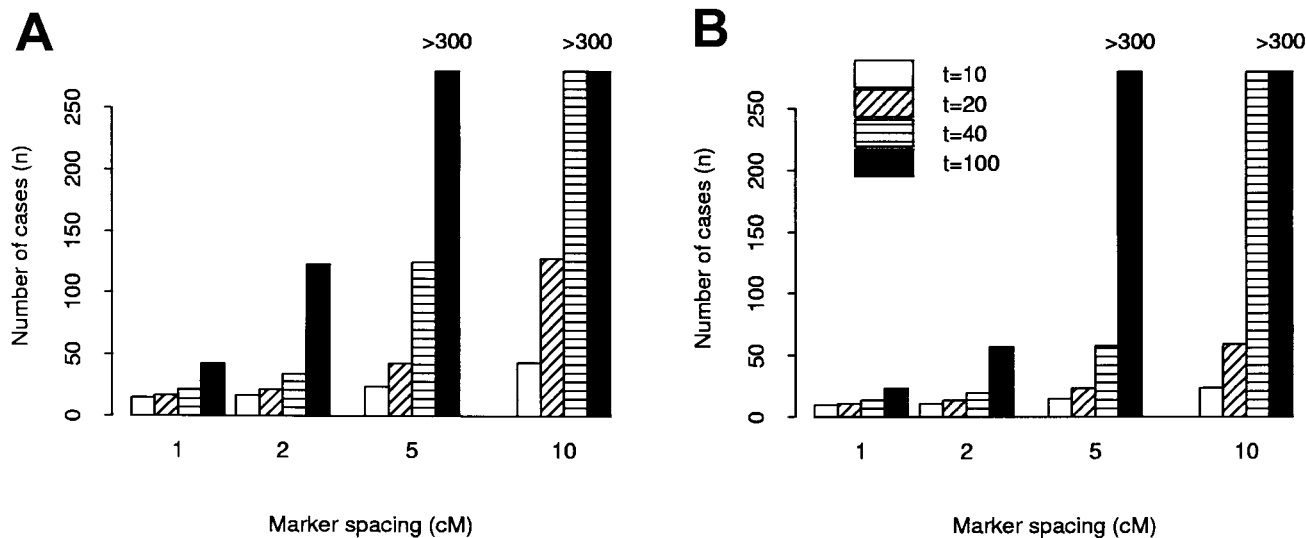 A
>300 >300
Number of cases (n)
250
200
150
100
50
0
1 2 5 10
Marker spacing (cM)
B
>300 >300
t=10
t=20
t=40
t=100
Number of cases (n)
250
200
150
100
50
0
1 2 5 10
Marker spacing (cM)